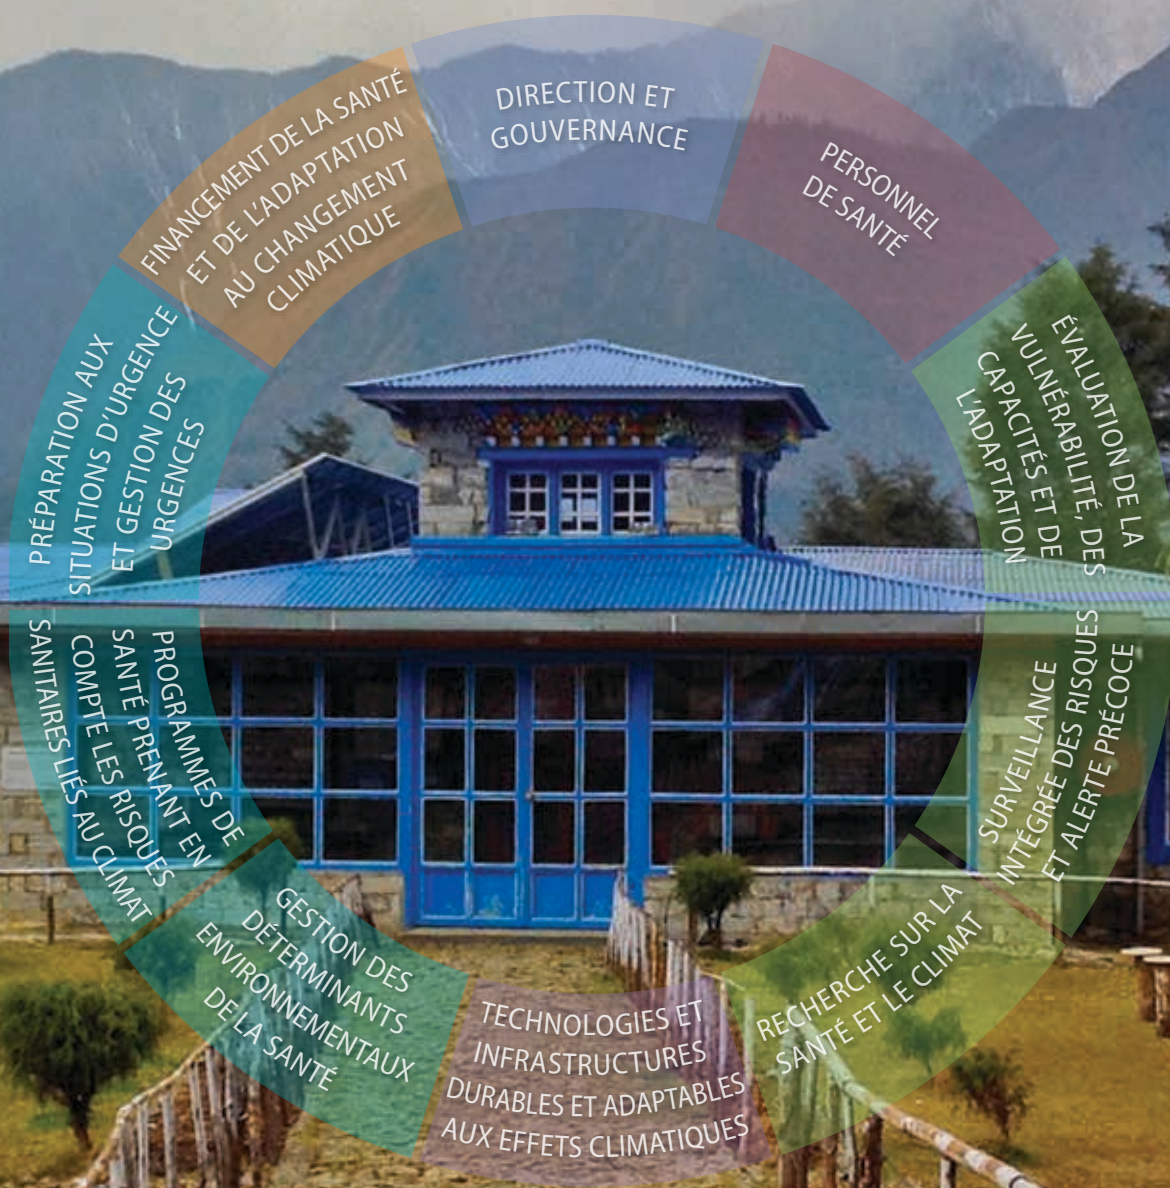 DIRECTION ET
GOUVERNANCE
PERSONNEL
DE SANTÉ
ÉVALUATION DE LA
VULNÉRABILITÉ, DES
CAPACITÉS ET DE
L'ADAPTATION
SURVEILLANCE
INTÉGRÉE DES RISQUES
ET ALERTE PRÉCOCE
RECHERCHE SUR LA
SANTÉ ET LE CLIMAT
TECHNOLOGIES ET
INFRASTRUCTURES
DURABLES ET ADAPTABLES
AUX EFFETS CLIMATIQUES
GESTION DES
DÉTERMINANTS
ENVIRONNEMENTAUX
DE LA SANTÉ
PROGRAMMES DE
SANTÉ PRENANT EN
COMPTE LES RISQUES
SANITAIRES LIÉS AU CLIMAT
PRÉPARATION AUX
SITUATIONS D'URGENCE
ET GESTION DES
URGENCES
FINANCEMENT DE LA SANTÉ
ET DE L'ADAPTATION
AU CHANGEMENT
CLIMATIQUE